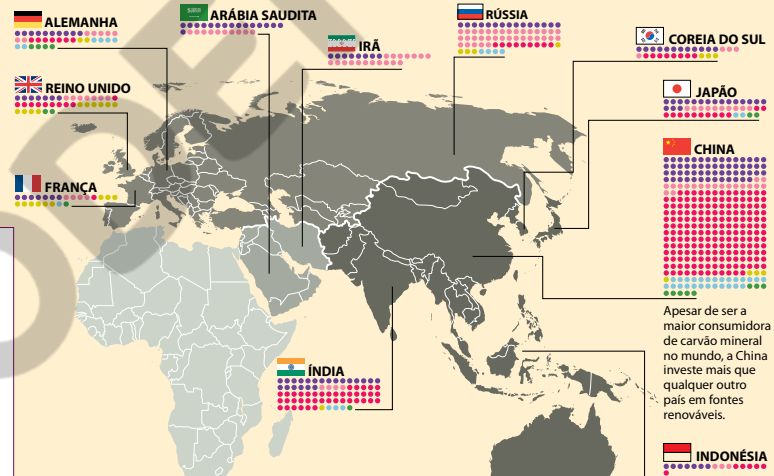 ALEMANHA
ARÁBIA SAUDITA
IRÃ
RÚSSIA
COREIA DO SUL
REINO UNIDO
JAPÃO
CHINA
FRANÇA
Apesar de ser a
maior consumidora
de carvão mineral
no mundo, a China
investe mais que
qualquer outro
país em fontes
renováveis.
ÍNDIA
INDONÉSIA